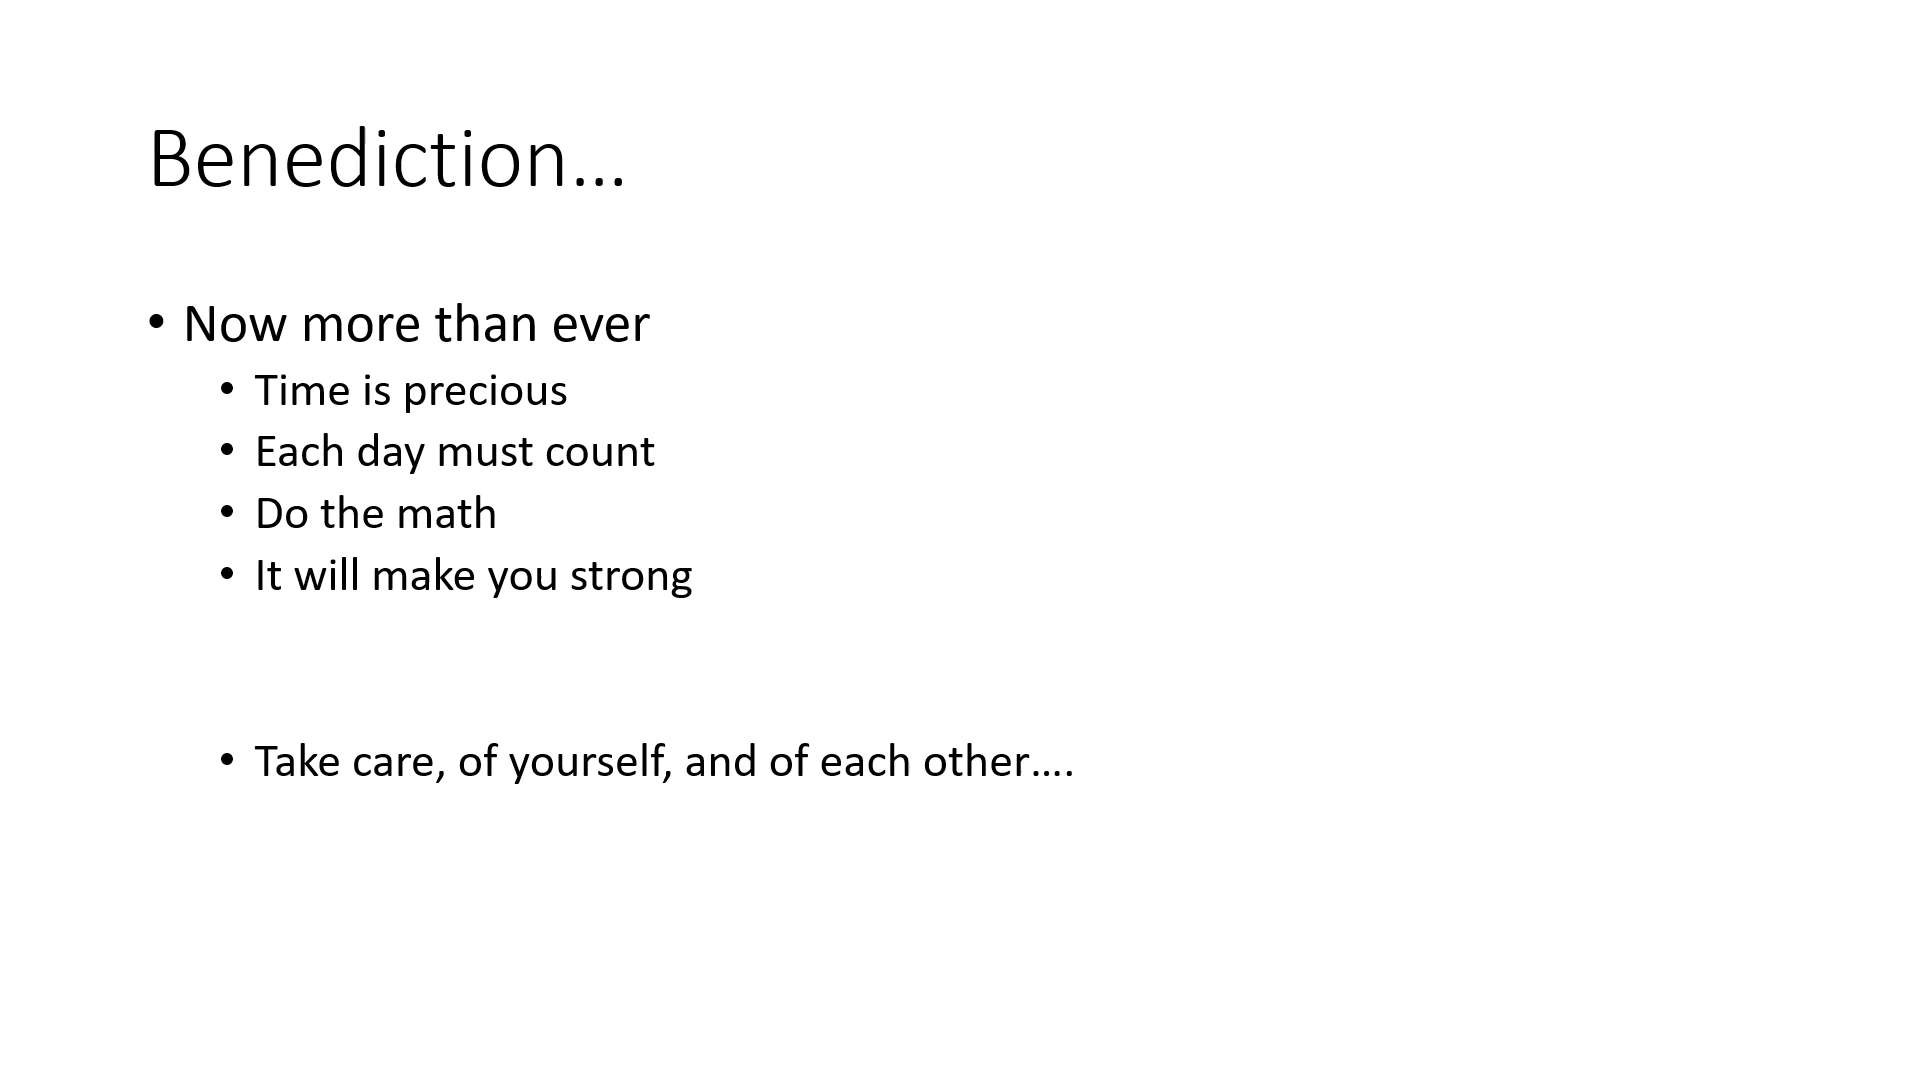 Benediction…
• Now more than ever
• Time is precious
• Each day must count
• Do the math
• It will make you strong
• Take care, of yourself, and of each other….